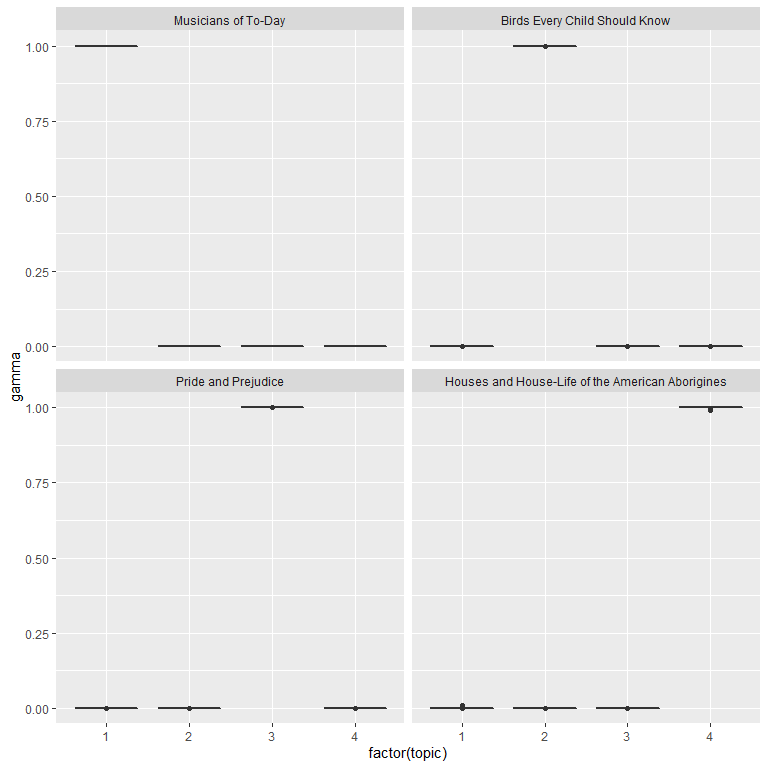 Musicians of To-Day
Birds Every Child Should Know
1.00
0.75
0.50
0.25
0.00
gamma
Pride and Prejudice
Houses and House-Life of the American Aborigines
1.00
0.75
0.50
0.25
0.00
1 2 3 4
1 2 3 4
factor(topic)